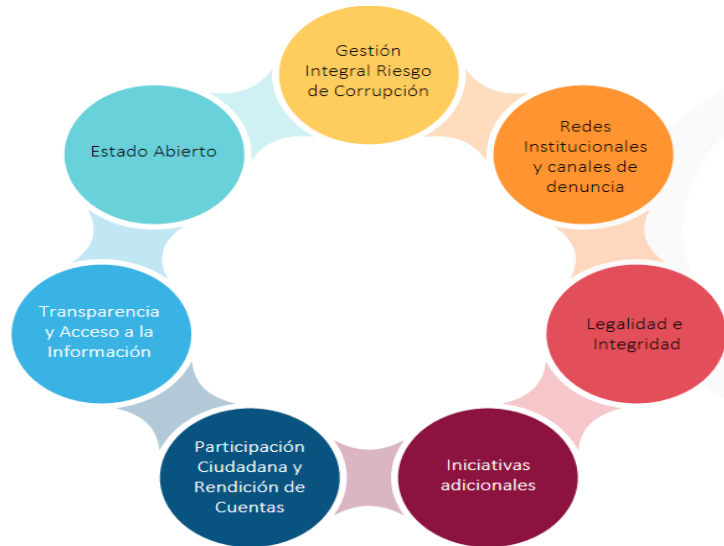 Gestión
Integral Riesgo
de Corrupción
Redes
Institucionales
y canales de
denuncia
Legalidad e
Integridad
Iniciativas
adicionales
Participación
Ciudadana y
Rendición de
Cuentas
Transparencia
y Acceso a la
Información
Estado Abierto